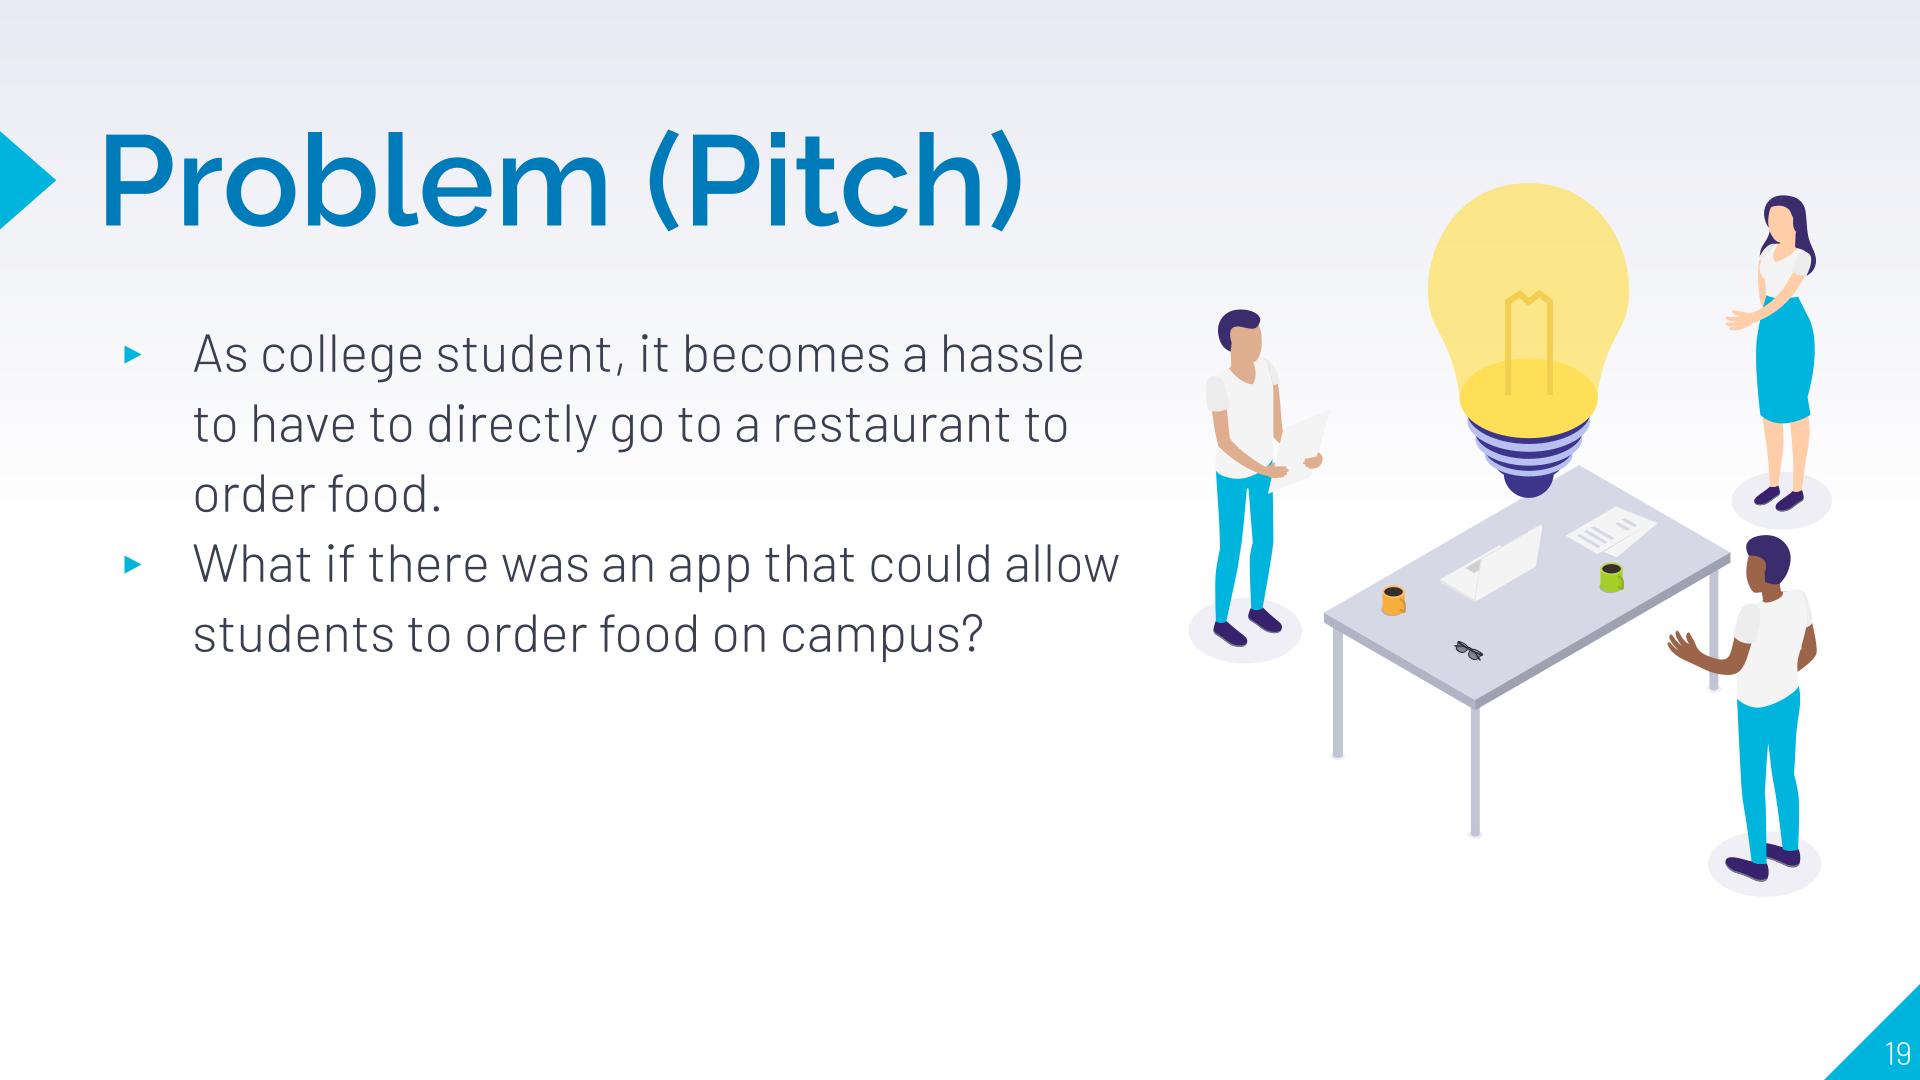 Problem (Pitch)
▸ As college student, it becomes a hassle
to have to directly go to a restaurant to
order food.
▸ What if there was an app that could allow
students to order food on campus?
19